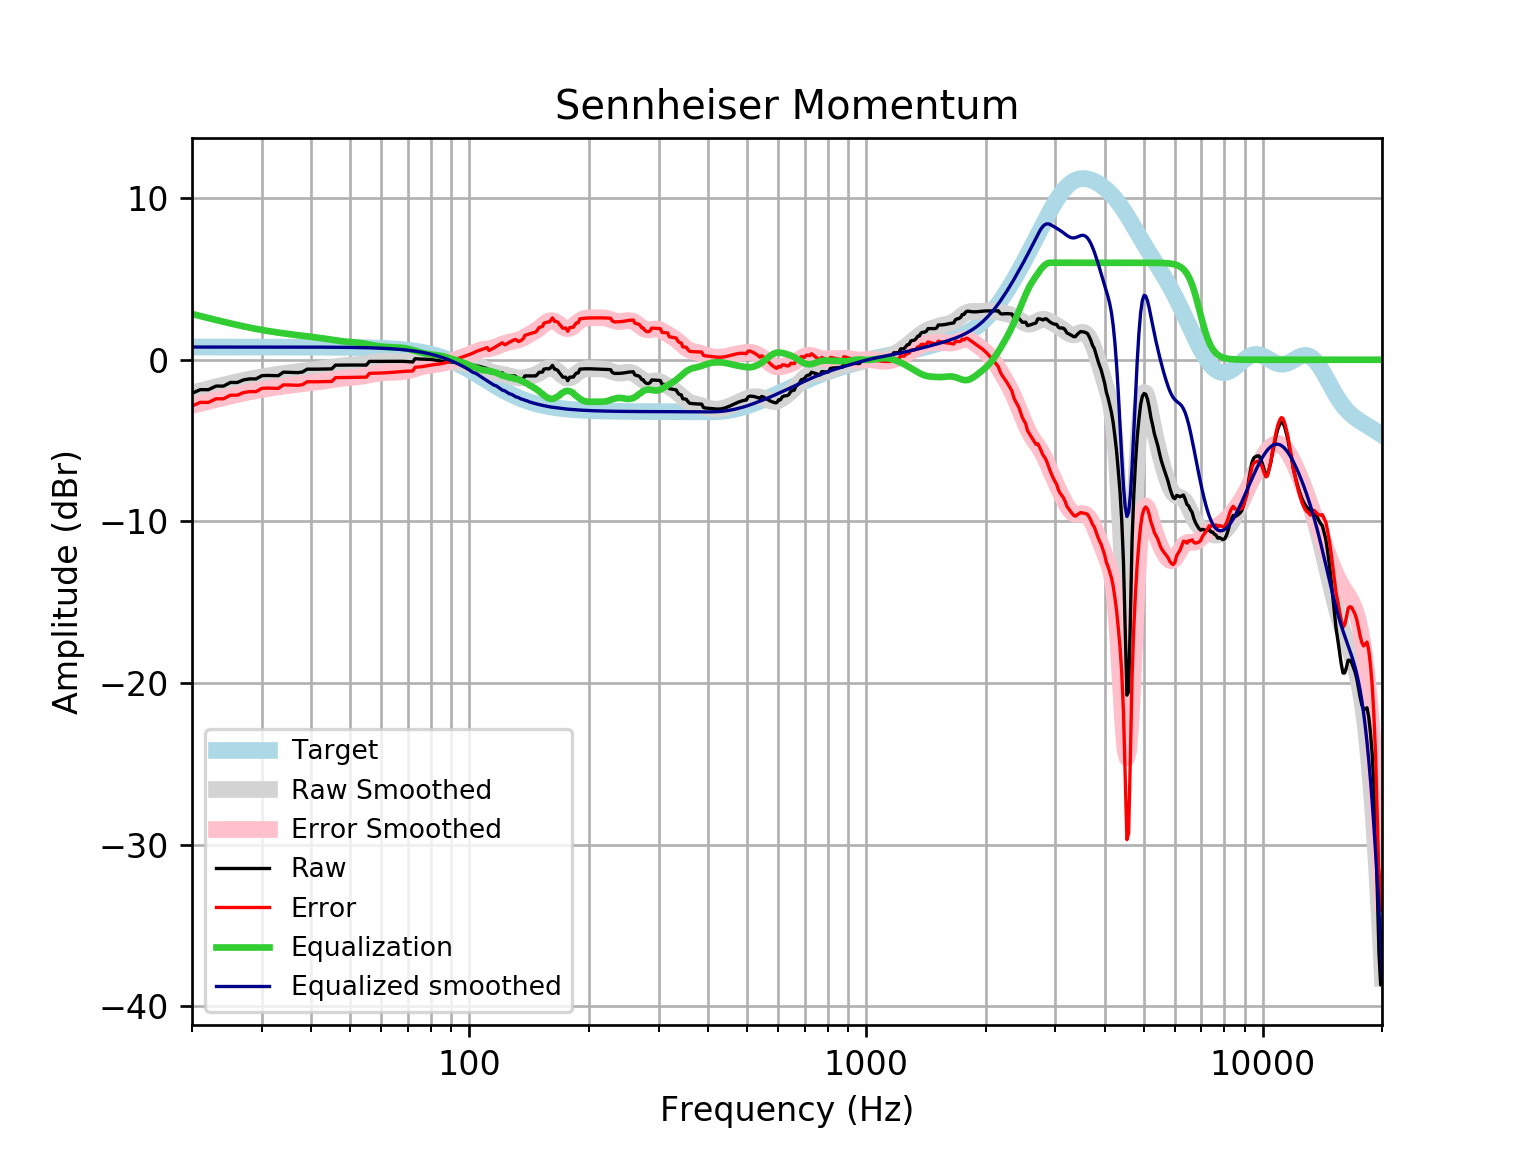 Sennheiser Momentum
10
0
−10
−20
−30
−40
Amplitude (dBr)
Target
Raw Smoothed
Error Smoothed
Raw
Error
Equalization
Equalized smoothed
100
1000
10000
Frequency (Hz)